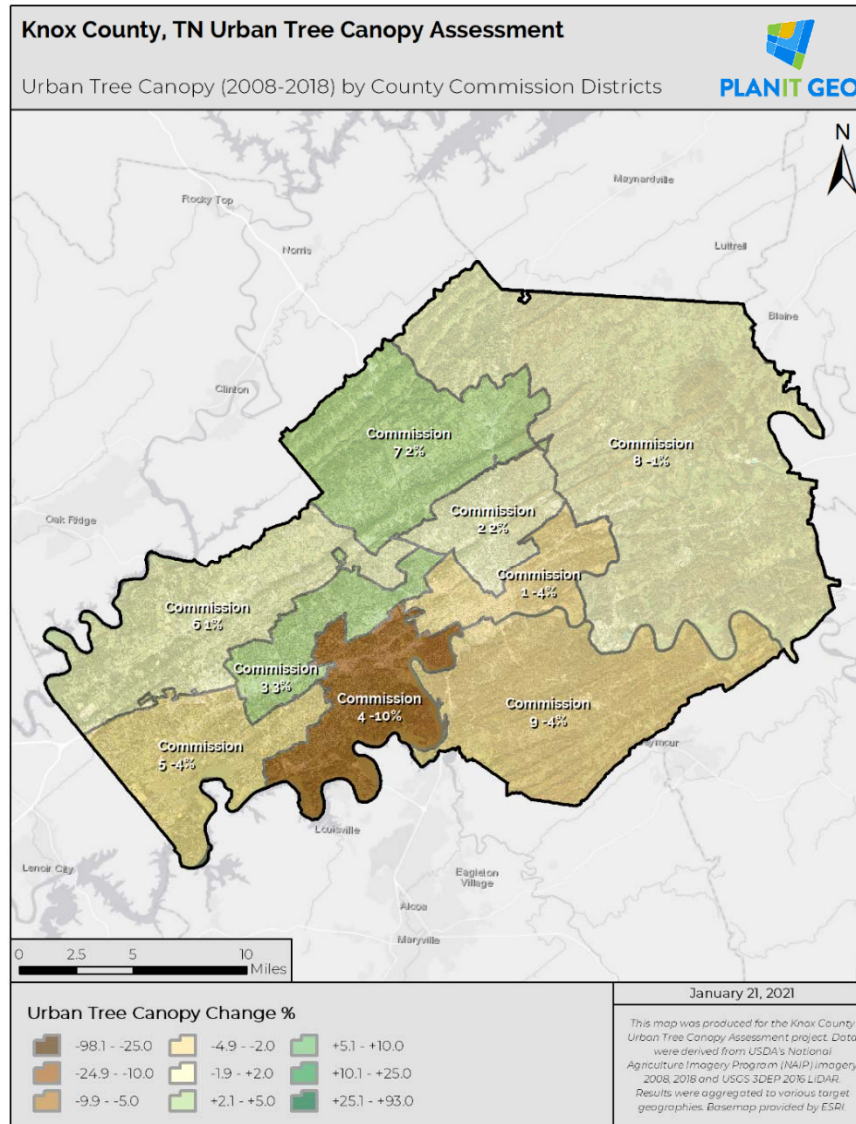 Knox County, TN Urban Tree Canopy Assessment
Urban Tree Canopy (2008-2018) by County Commission Districts
PLANIT GEO
N
Maynardville
Rocky Top
Norris
Luttrell
Blaine
Clinton
Commission
7 2%
Commission
8 -1%
Commission
2 2%
Oak Ridge
Commission
1 -4%
Commission
6 1%
Commission
3 3%
Commission
4 -10%
Commission
9 -4%
Commission
5 -4%
Louisville
Lenoir City
Eagleton
Village
Alcoa
Maryville
0 2.5 5 10
Miles
Urban Tree Canopy Change %
-98.1 - -25.0
-24.9 - -10.0
-9.9 - -5.0
-4.9 - -2.0
-1.9 - +2.0
+2.1 - +5.0
+5.1 - +10.0
+10.1 - +25.0
+25.1 - +93.0
January 21, 2021
This map was produced for the Knox County
Urban Tree Canopy Assessment project. Data
were derived from USDA's National
Agriculture Imagery Program (NAIP) imagery
2008, 2018 and USGS 3DEP 2016 LiDAR.
Results were aggregated to various target
geographies. Basemap provided by ESRI.